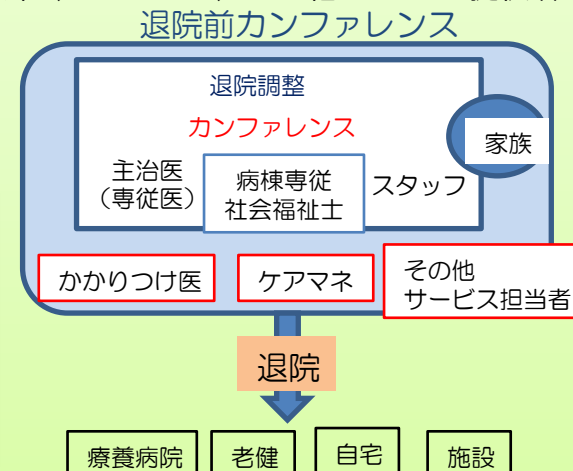 退院前カンファレンス
退院調整
カンファレンス
家族
主治医
（専従医）
病棟専従
社会福祉士
スタッフ
かかりつけ医
ケアマネ
その他
サービス担当者
退院
療養病院
老健
自宅
施設